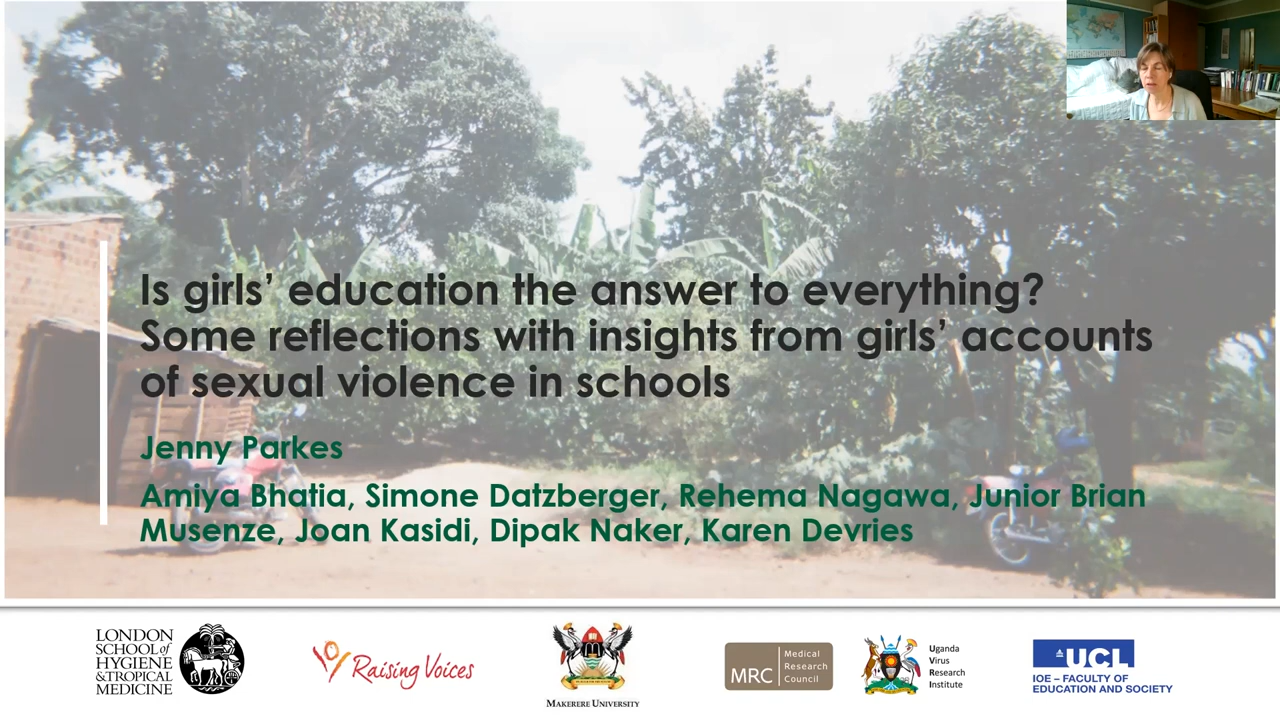 Is girls’ education the answer to everything?
Some reflections with insights from girls’ accounts
of sexual violence in schools
Jenny Parkes
Amiya Bhatia, Simone Datzberger, Rehema Nagawa, Junior Brian
Musenze, Joan Kasidi, Dipak Naker, Karen Devries
LONDON
SCHOOL of
HYGIENE
& TROPICAL
MEDICINE
Raising Voices
MAKERERE UNIVERSITY
MRC
Medical
Research
Council
Uganda
Virus
Research
Institute
UCL
IOE – FACULTY OF
EDUCATION AND SOCIETY